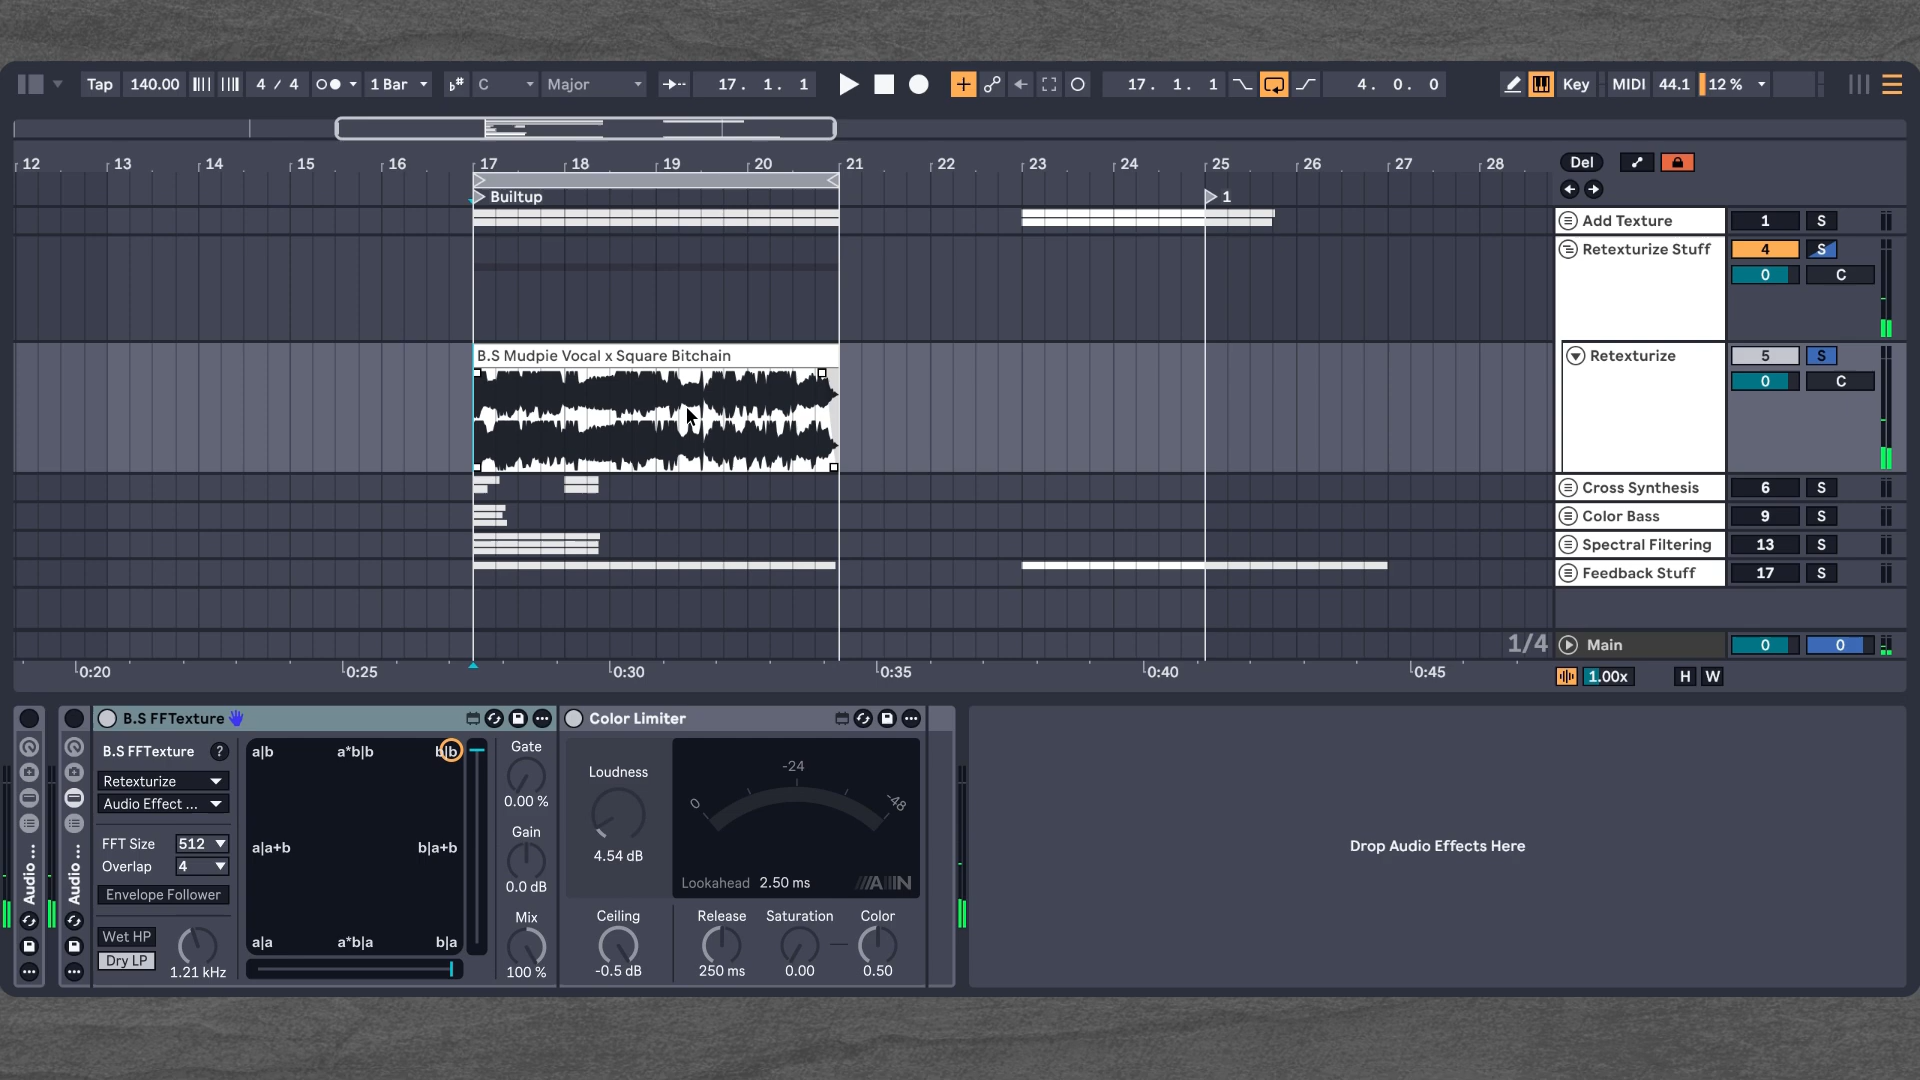 Tap 140.00 4 / 4 1 Bar C Major 17. 1. 1 17. 1. 1 4. 0. 0 Key MIDI 44.1 12 %
12 13 14 15 16 17 18 19 20 21 22 23 24 25 26 27 28 Del
Builtup 1
Add Texture 1 S
Retexturize Stuff 4 S
0 C
B.S Mudpie Vocal x Square Bitchain Retexturize 5 S
0 C
Cross Synthesis 6 S
Color Bass 9 S
Spectral Filtering 13 S
Feedback Stuff 17 S
1/4 Main 0 0
0:20 0:25 0:30 0:35 0:40 0:45 1.00x H W
B.S FFTexture Color Limiter
B.S FFTexture ? a|b a*b|b b|b Gate
Retexturize 0.00 % Loudness 0 -24 -48
Audio Effect ...
FFT Size 512 a|a+b b|a+b Gain 4.54 dB
Overlap 4 0.0 dB Lookahead 2.50 ms
Envelope Follower
Audio ... Audio ... Mix Ceiling Release Saturation Color
Wet HP
Dry LP 1.21 kHz a|a a*b|a b|a 100 % -0.5 dB 250 ms 0.00 0.50
Drop Audio Effects Here